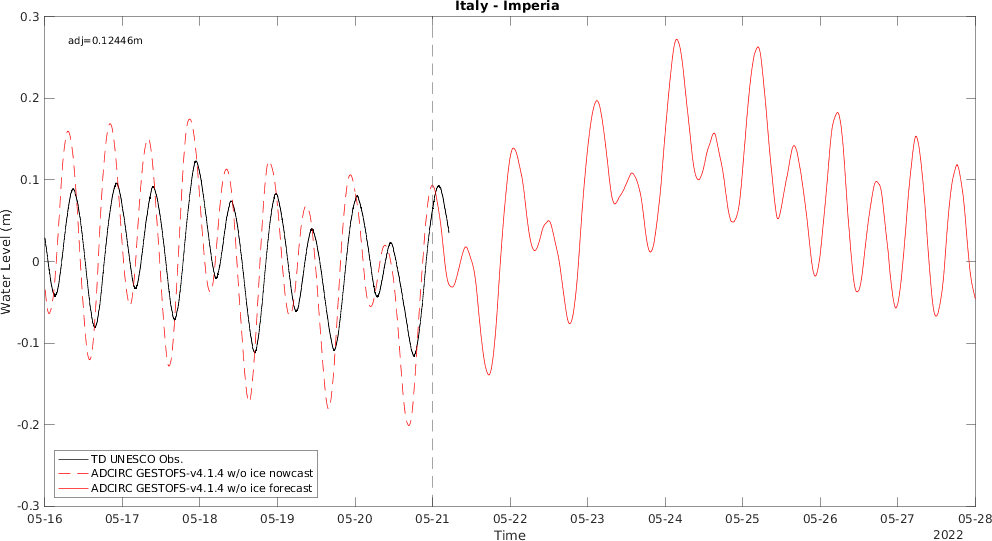 Italy - Imperia
adj=0.12446m
0.3
0.2
0.1
0
-0.1
-0.2
-0.3
Water Level (m)
TD UNESCO Obs.
ADCIRC GESTOFS-v4.1.4 w/o ice nowcast
ADCIRC GESTOFS-v4.1.4 w/o ice forecast
05-16 05-17 05-18 05-19 05-20 05-21 05-22 05-23 05-24 05-25 05-26 05-27 05-28
Time
2022